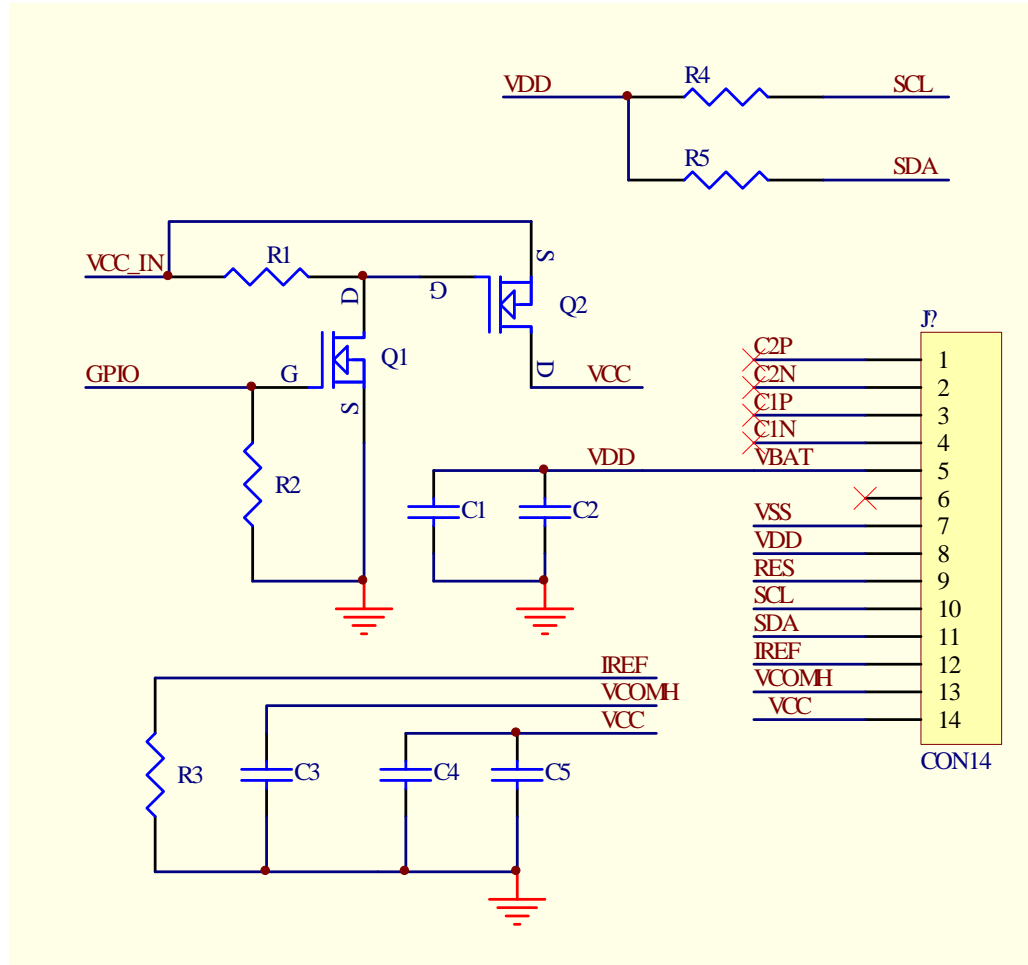 VDD R4 SCL
R5 SDA
VCC_IN R1 D G S Q2
D VCC
GPIO G Q1 S
R2
VDD
C1 C2
J?
C2P 1
C2N 2
C1P 3
C1N 4
VBAT 5
6
VSS 7
VDD 8
RES 9
SCL 10
SDA 11
IREF 12
VCOMH 13
VCC 14
CON14
IREF
VCOMH
VCC
R3 C3 C4 C5